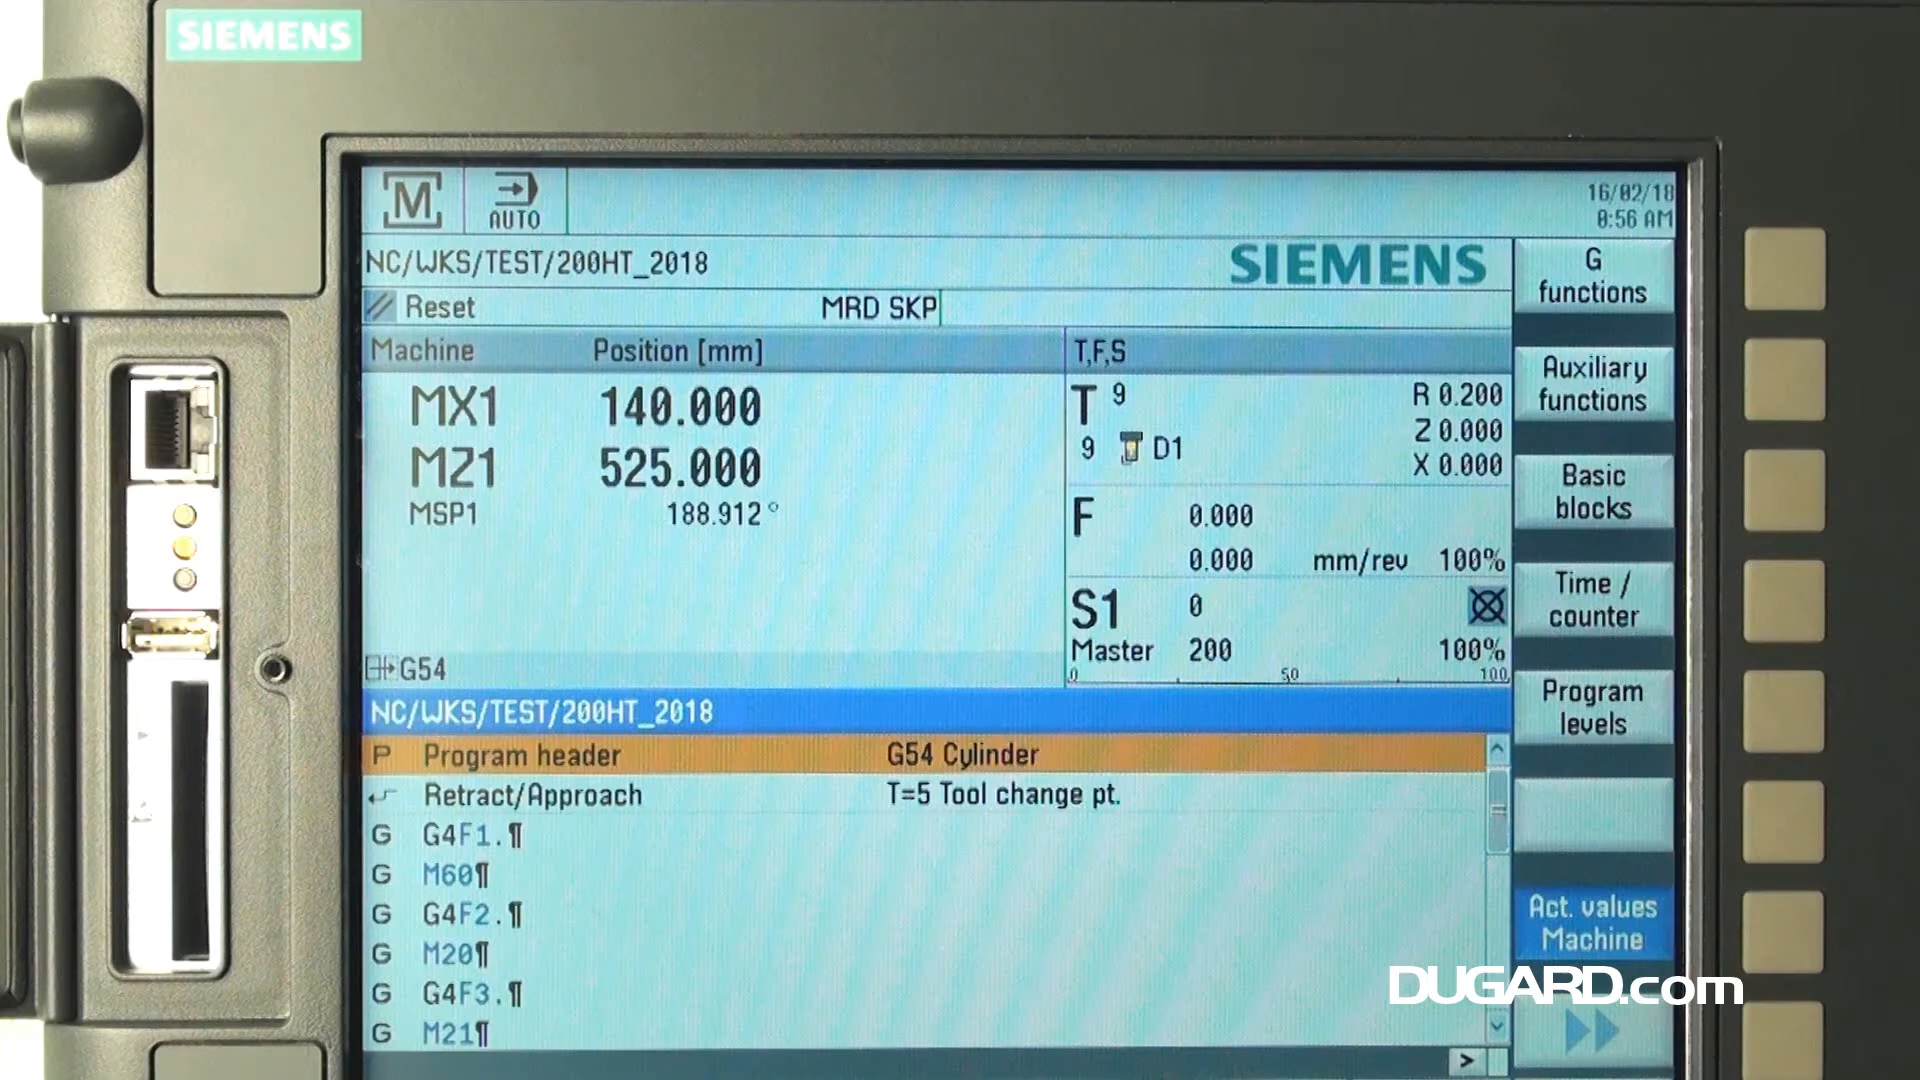 SIEMENS
M
AUTO
16/02/18
8:56 AM
NC/WKS/TEST/200HT_2018
SIEMENS
Reset
MRD SKP
Machine Position [mm]
MX1 140.000
MZ1 525.000
MSP1 188.912°
G54
T,F,S
T 9 R 0.200
Z 0.000
9 D1
X 0.000
F 0.000
0.000 mm/rev 100%
S1 0
Master 200 100%
0 50 100
NC/WKS/TEST/200HT_2018
P Program header G54 Cylinder
Retract/Approach T=5 Tool change pt.
G G4F1.¶
G M60¶
G G4F2.¶
G M20¶
G G4F3.¶
G M21¶
>
G
functions
Auxiliary
functions
Basic
blocks
Time /
counter
Program
levels
Act. values
Machine
DUGARD.com